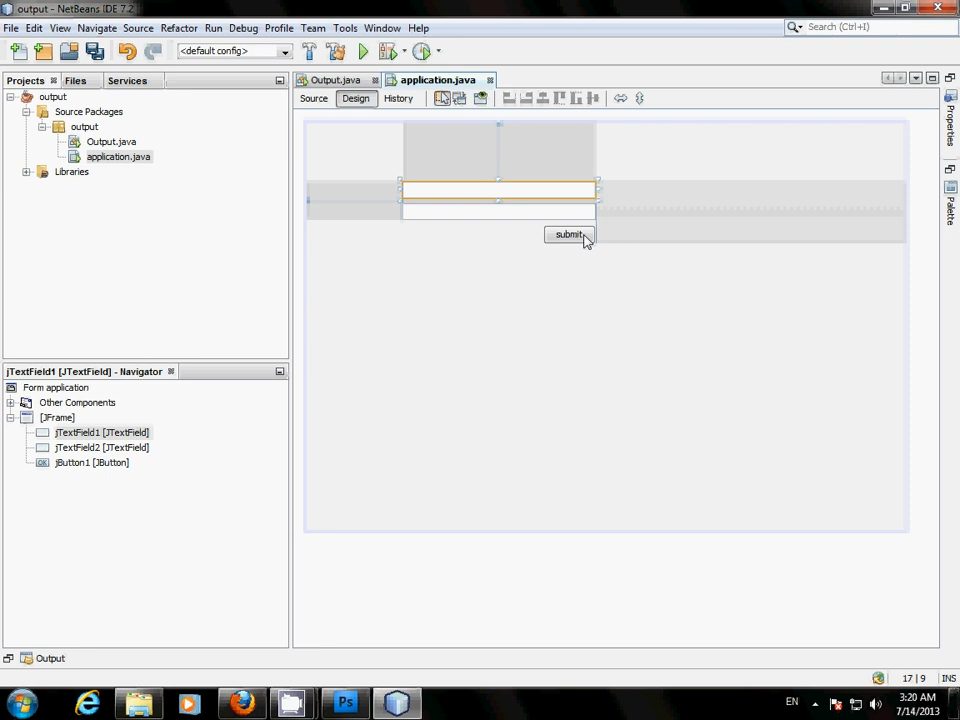 output - NetBeans IDE 7.2
File Edit View Navigate Source Refactor Run Debug Profile Team Tools Window Help
Search (Ctrl+I)
<default config>
Projects Files Services
Output.java application.java
output
Source Packages
output
Output.java
application.java
Libraries
Source Design History
submit
Properties
Palette
jTextField1 [JTextField] - Navigator
Form application
Other Components
[JFrame]
jTextField1 [JTextField]
jTextField2 [JTextField]
OK jButton1 [JButton]
Output
17 | 9 INS
Ps
EN
3:20 AM
7/14/2013